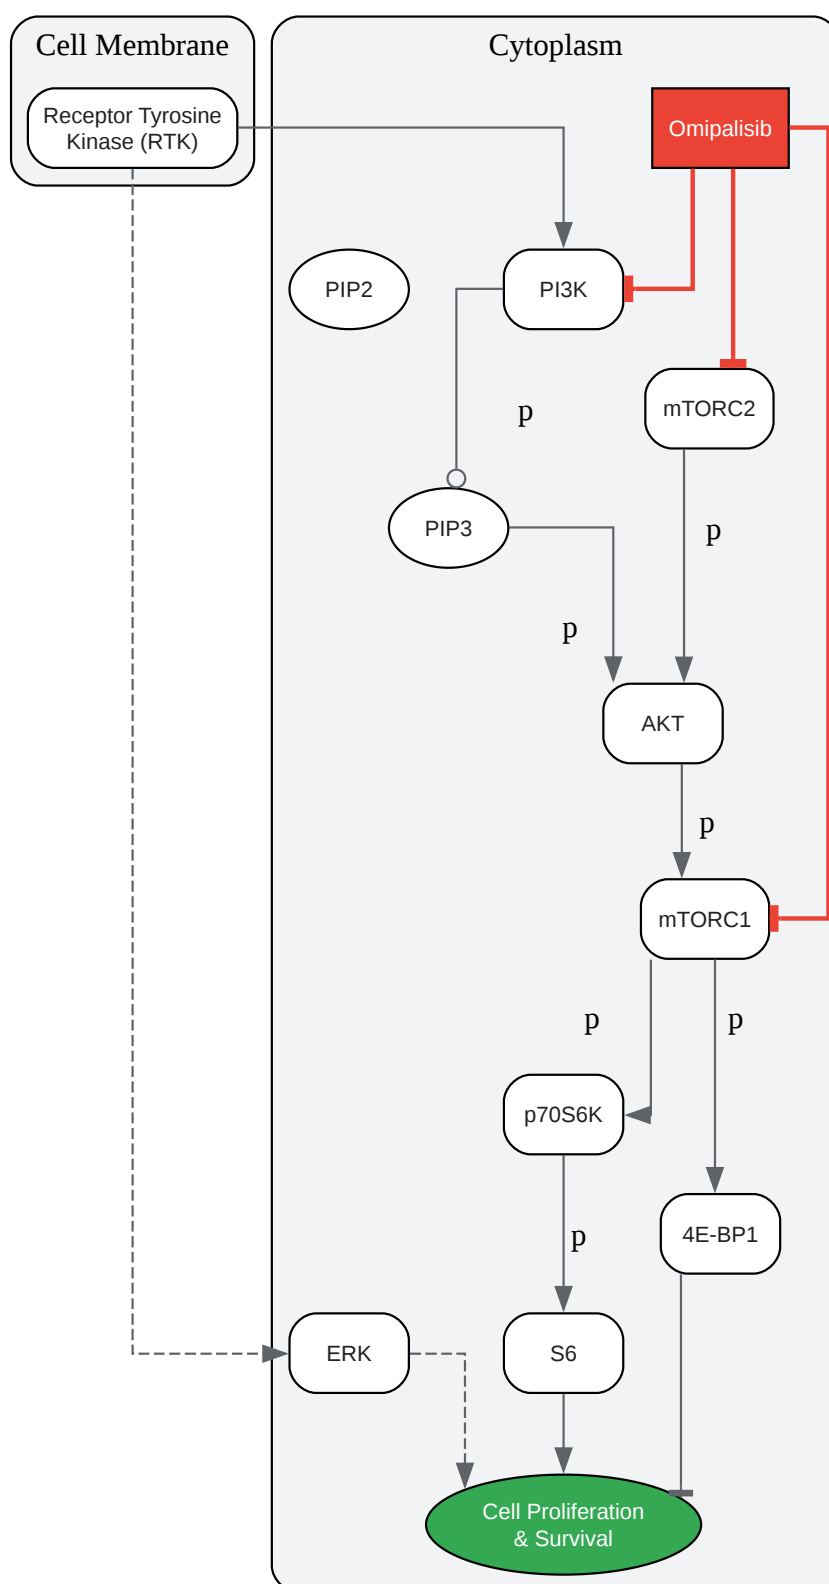 Cell Membrane
Cytoplasm
Receptor Tyrosine
Kinase (RTK)
Omipalisib
PIP2
PI3K
mTORC2
p
PIP3
p
p
AKT
p
mTORC1
p
p
p70S6K
4E-BP1
p
ERK
S6
Cell Proliferation
& Survival